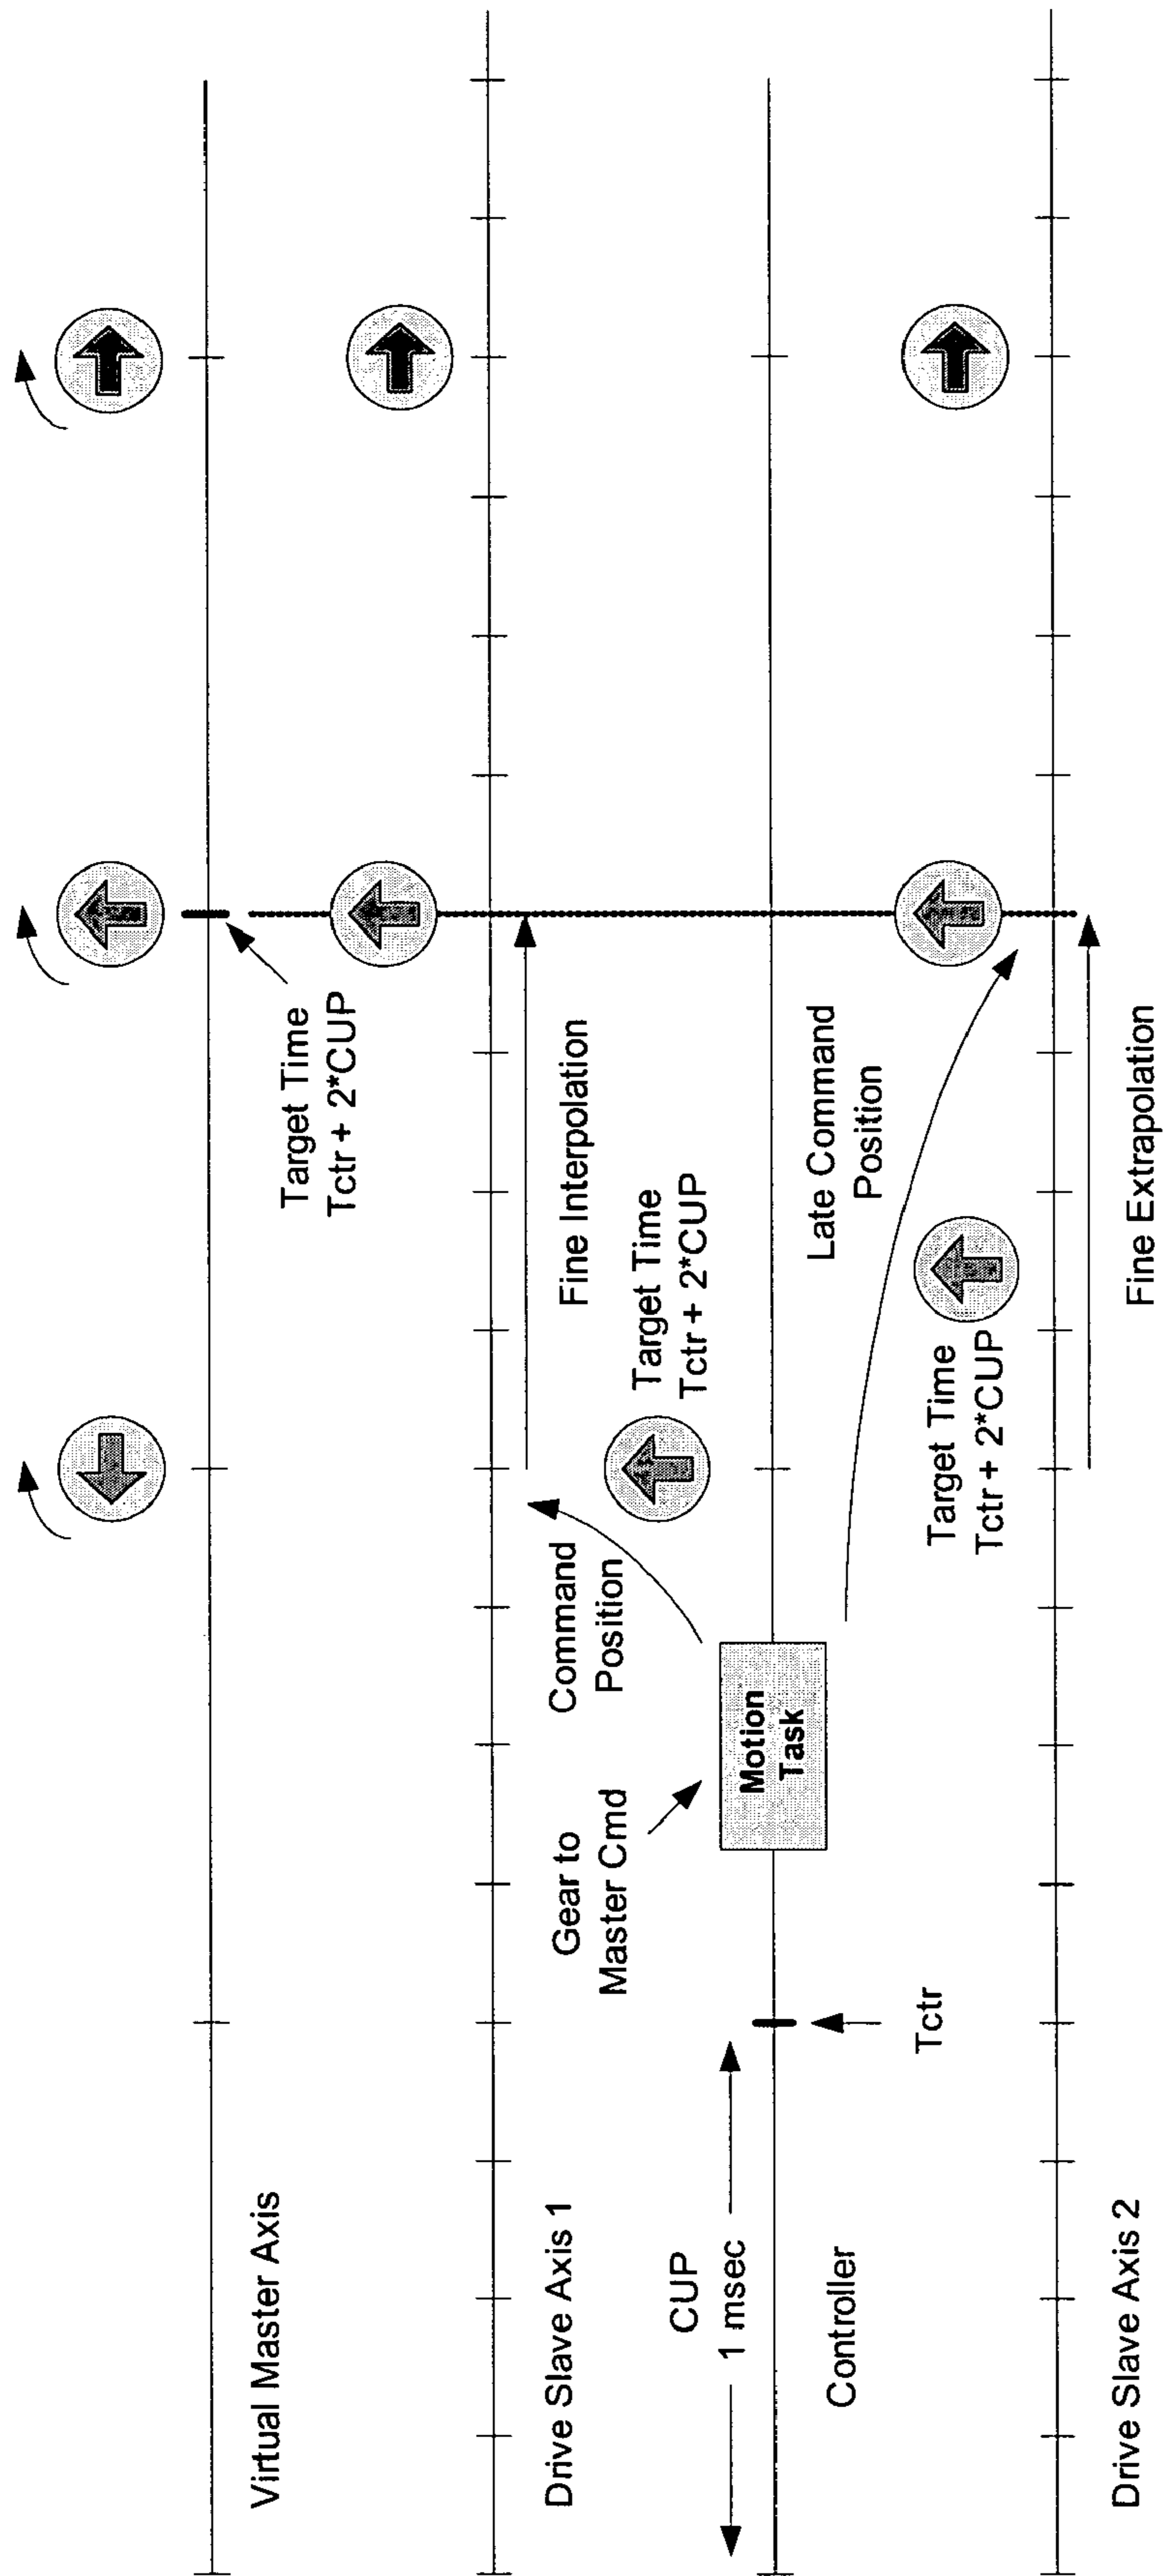 Virtual Master Axis
Target Time
Tctr + 2*CUP
Drive Slave Axis 1
Fine Interpolation
Gear to
Master Cmd
Command
Position
Target Time
Tctr + 2*CUP
CUP
1 msec
Motion
Task
Controller
Late Command
Position
Tctr
Target Time
Tctr + 2*CUP
Drive Slave Axis 2
Fine Extrapolation